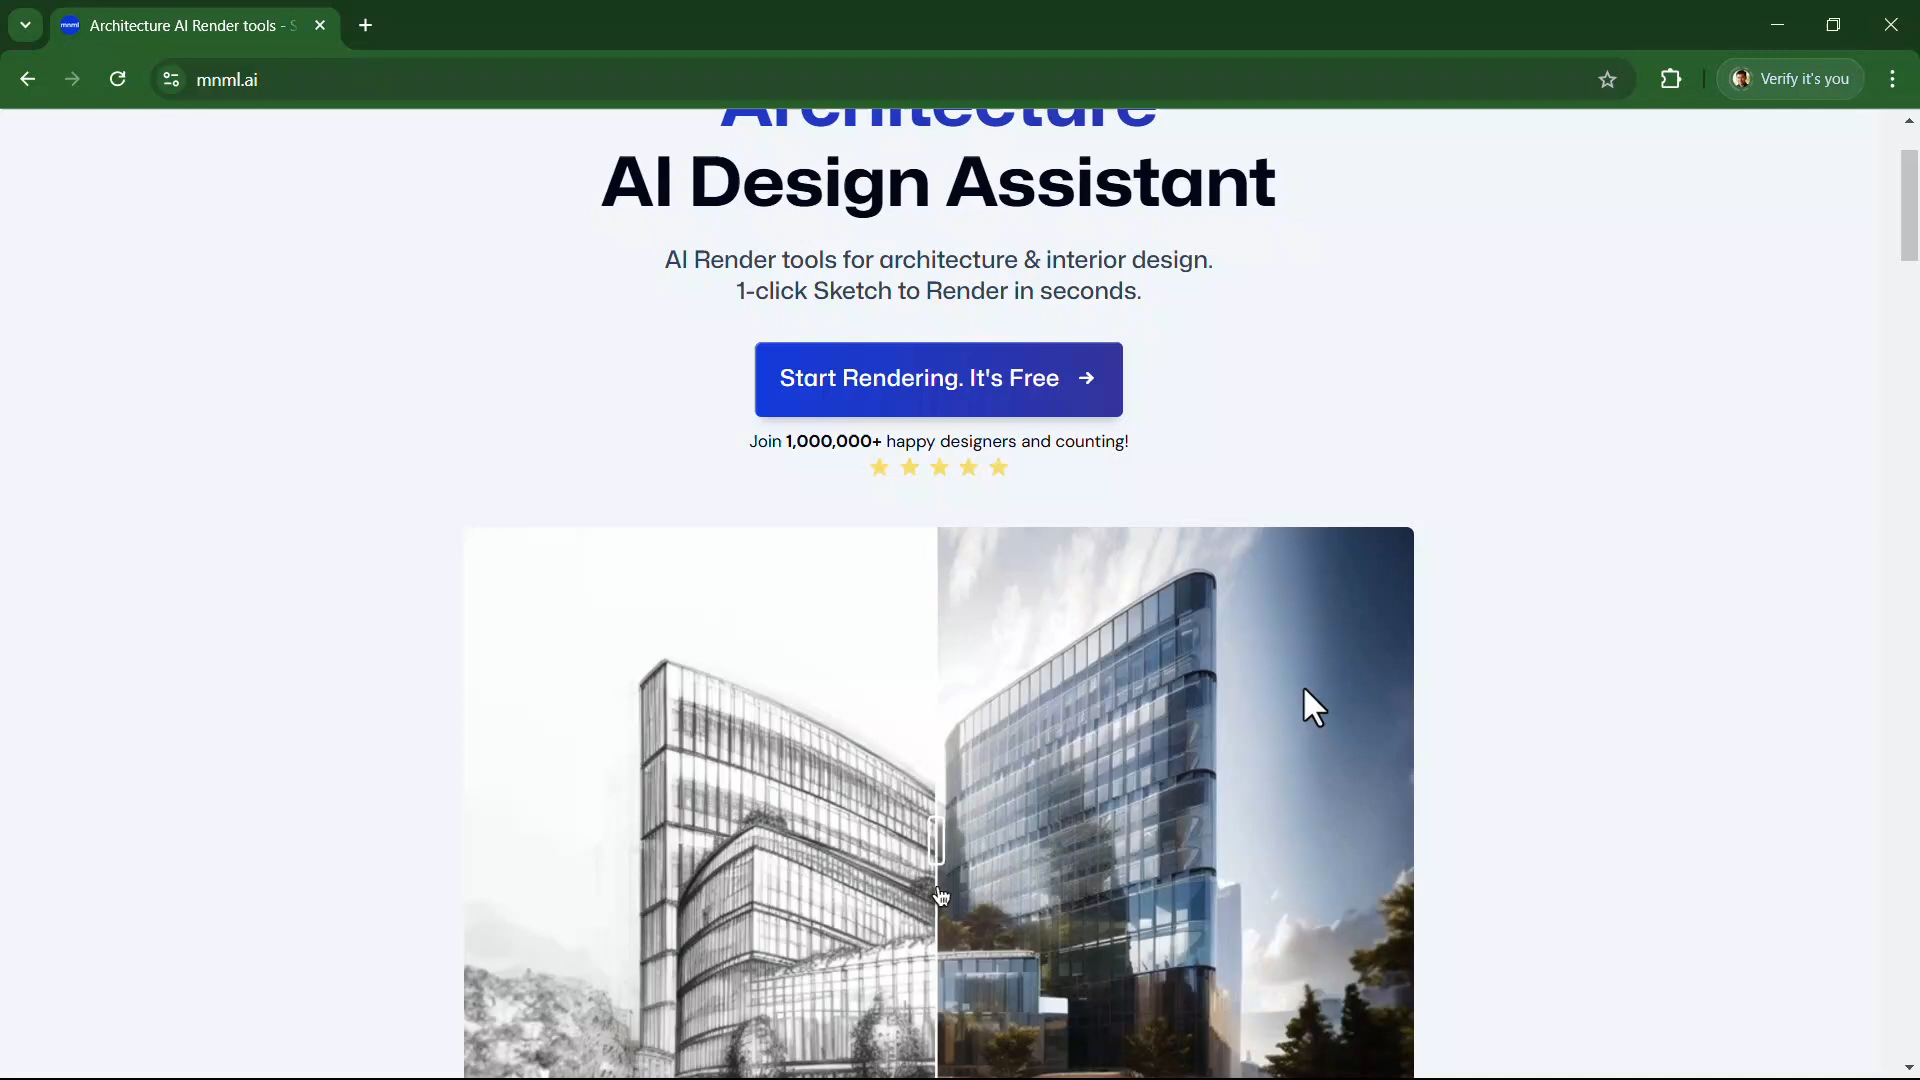 mnml
Architecture AI Render tools - S
mnml.ai
Verify it's you
Architecture
AI Design Assistant
AI Render tools for architecture & interior design.
1-click Sketch to Render in seconds.
Start Rendering. It's Free →
Join 1,000,000+ happy designers and counting!